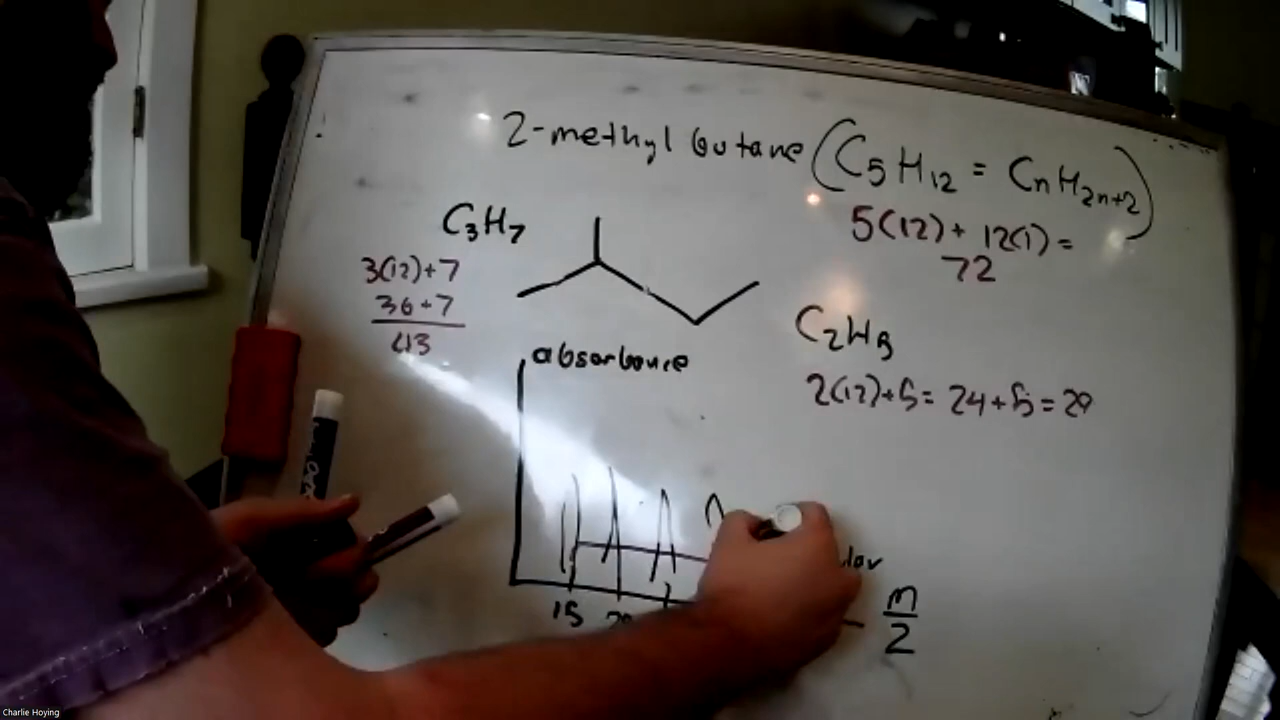 2-methyl butane (C5H12 = CnH2n+2)
5(12) + 12(1) =
72
C3H7
3(12)+7
36+7
43
C2H5
2(12)+5 = 24+5 = 29
absorbance
15
m
2
Charlie Hoying